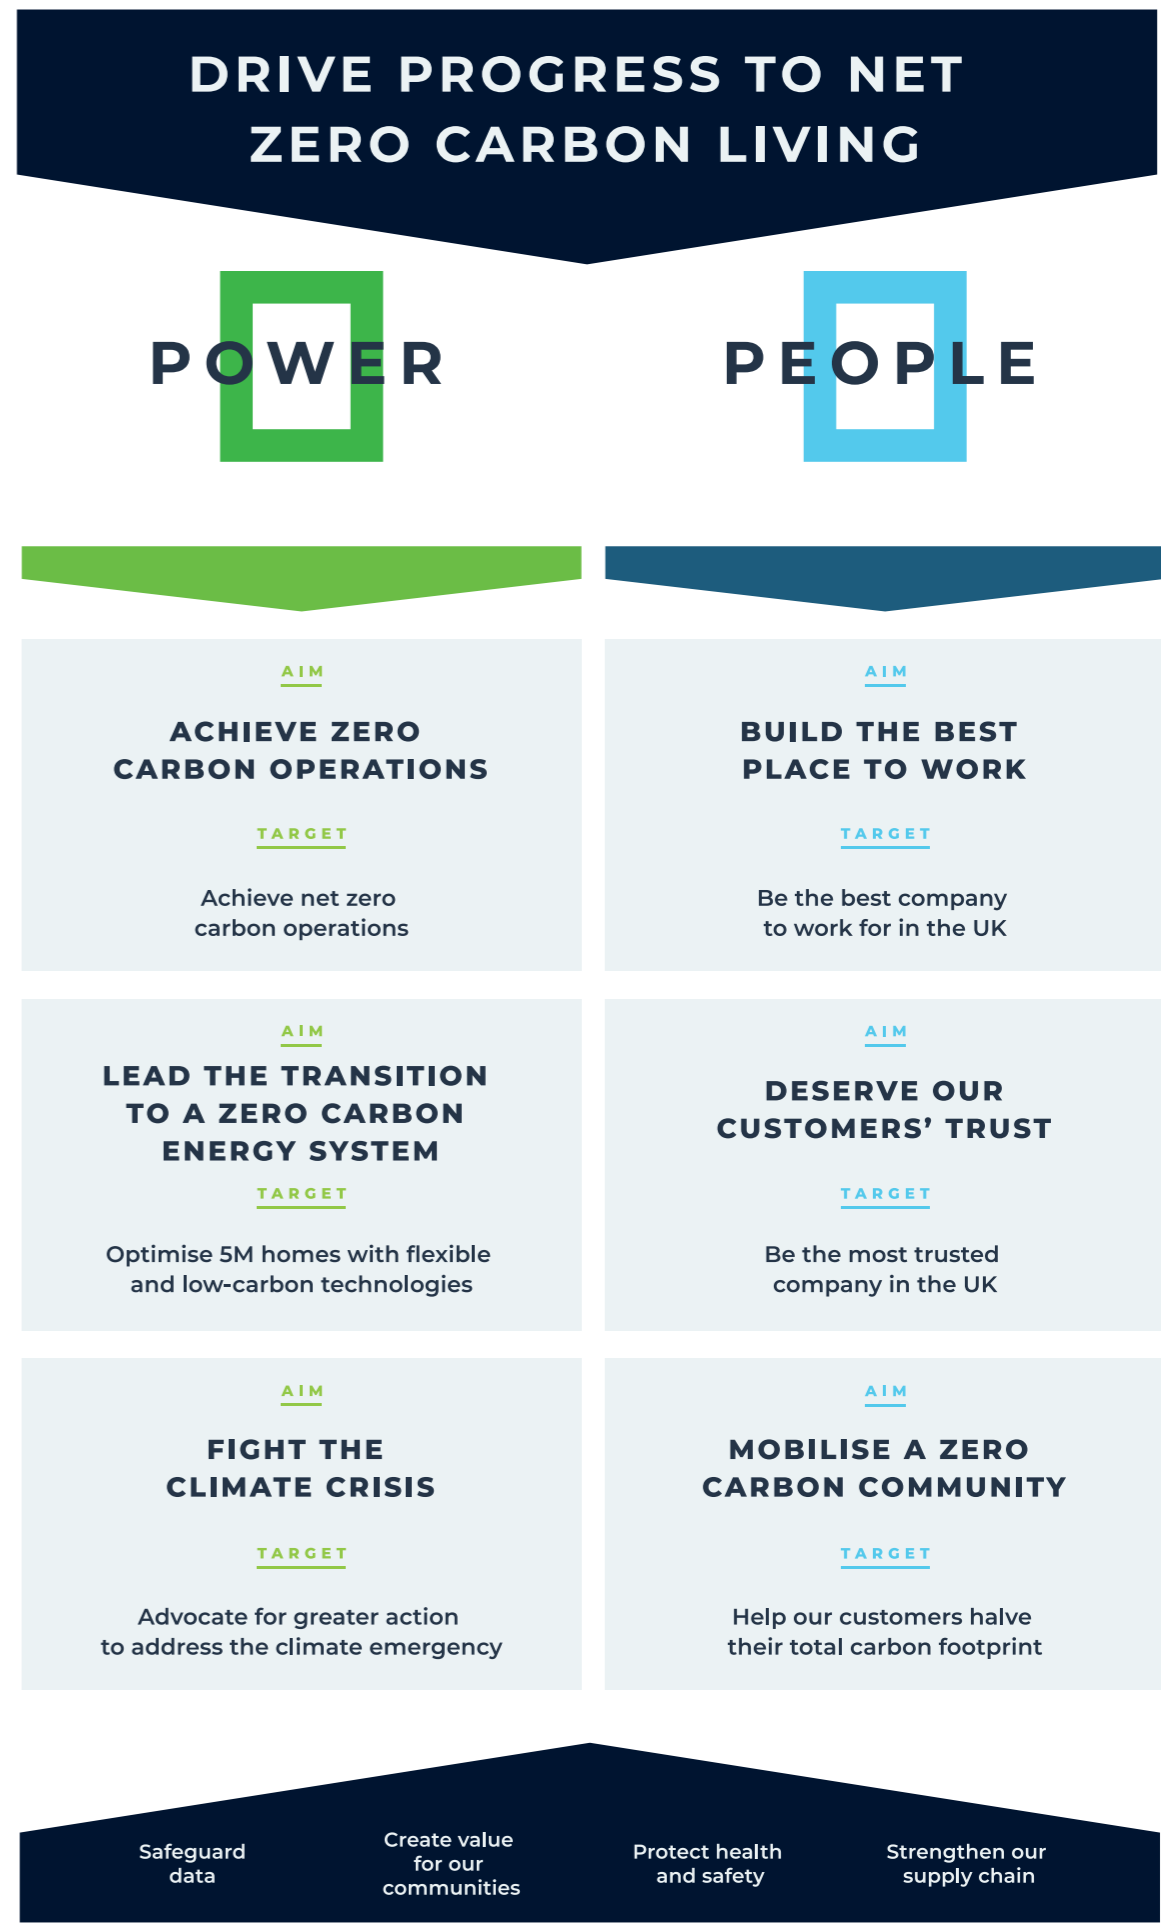 DRIVE PROGRESS TO NET
ZERO CARBON LIVING
POWER
PEOPLE
AIM
ACHIEVE ZERO
CARBON OPERATIONS
TARGET
Achieve net zero
carbon operations
AIM
BUILD THE BEST
PLACE TO WORK
TARGET
Be the best company
to work for in the UK
AIM
LEAD THE TRANSITION
TO A ZERO CARBON
ENERGY SYSTEM
TARGET
Optimise 5M homes with flexible
and low-carbon technologies
AIM
DESERVE OUR
CUSTOMERS’ TRUST
TARGET
Be the most trusted
company in the UK
AIM
FIGHT THE
CLIMATE CRISIS
TARGET
Advocate for greater action
to address the climate emergency
AIM
MOBILISE A ZERO
CARBON COMMUNITY
TARGET
Help our customers halve
their total carbon footprint
Safeguard
data
Create value
for our
communities
Protect health
and safety
Strengthen our
supply chain